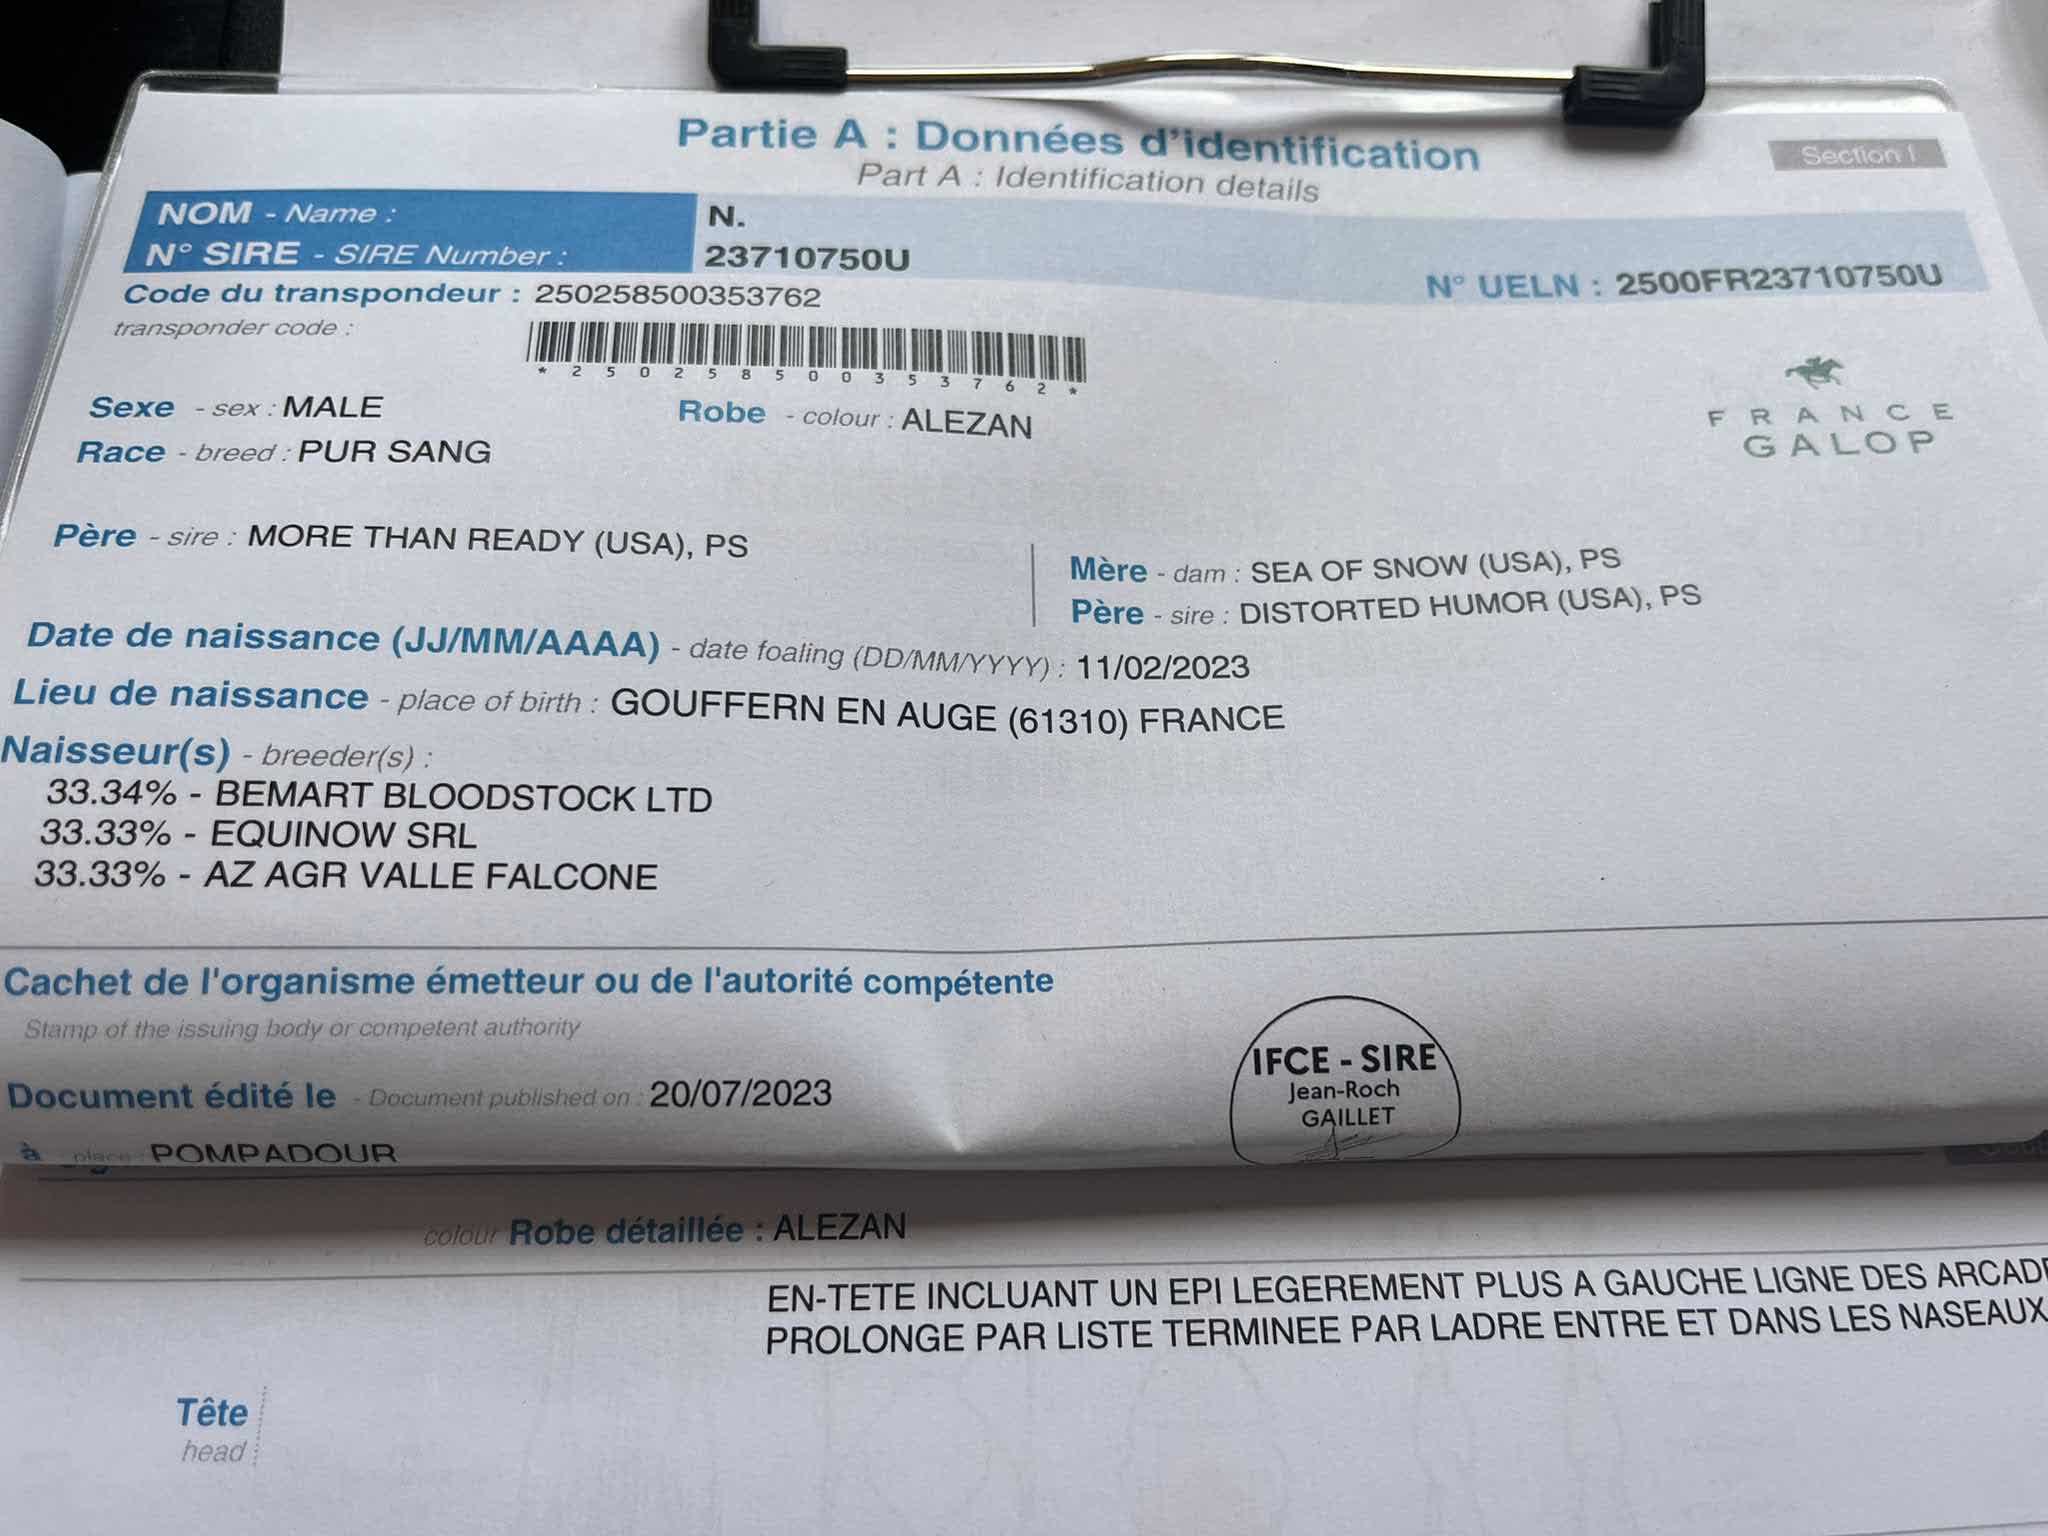 Partie A : Données d'identification
Part A : Identification details
Section I
NOM - Name : N.
N° SIRE - SIRE Number : 23710750U
N° UELN : 2500FR23710750U
Code du transpondeur : 250258500353762
transponder code :
* 2 5 0 2 5 8 5 0 0 3 5 3 7 6 2 *
FRANCE
GALOP
Sexe - sex : MALE
Robe - colour : ALEZAN
Race - breed : PUR SANG
Père - sire : MORE THAN READY (USA), PS
Mère - dam : SEA OF SNOW (USA), PS
Père - sire : DISTORTED HUMOR (USA), PS
Date de naissance (JJ/MM/AAAA) - date foaling (DD/MM/YYYY) : 11/02/2023
Lieu de naissance - place of birth : GOUFFERN EN AUGE (61310) FRANCE
Naisseur(s) - breeder(s) :
33.34% - BEMART BLOODSTOCK LTD
33.33% - EQUINOW SRL
33.33% - AZ AGR VALLE FALCONE
Cachet de l'organisme émetteur ou de l'autorité compétente
Stamp of the issuing body or competent authority
IFCE - SIRE
Jean-Roch
GAILLET
Document édité le - Document published on : 20/07/2023
à place : POMPADOUR
colour Robe détaillée : ALEZAN
EN-TETE INCLUANT UN EPI LEGEREMENT PLUS A GAUCHE LIGNE DES
PROLONGE PAR LISTE TERMINEE PAR LADRE ENTRE ET DANS LES NASEAUX
Tête
head